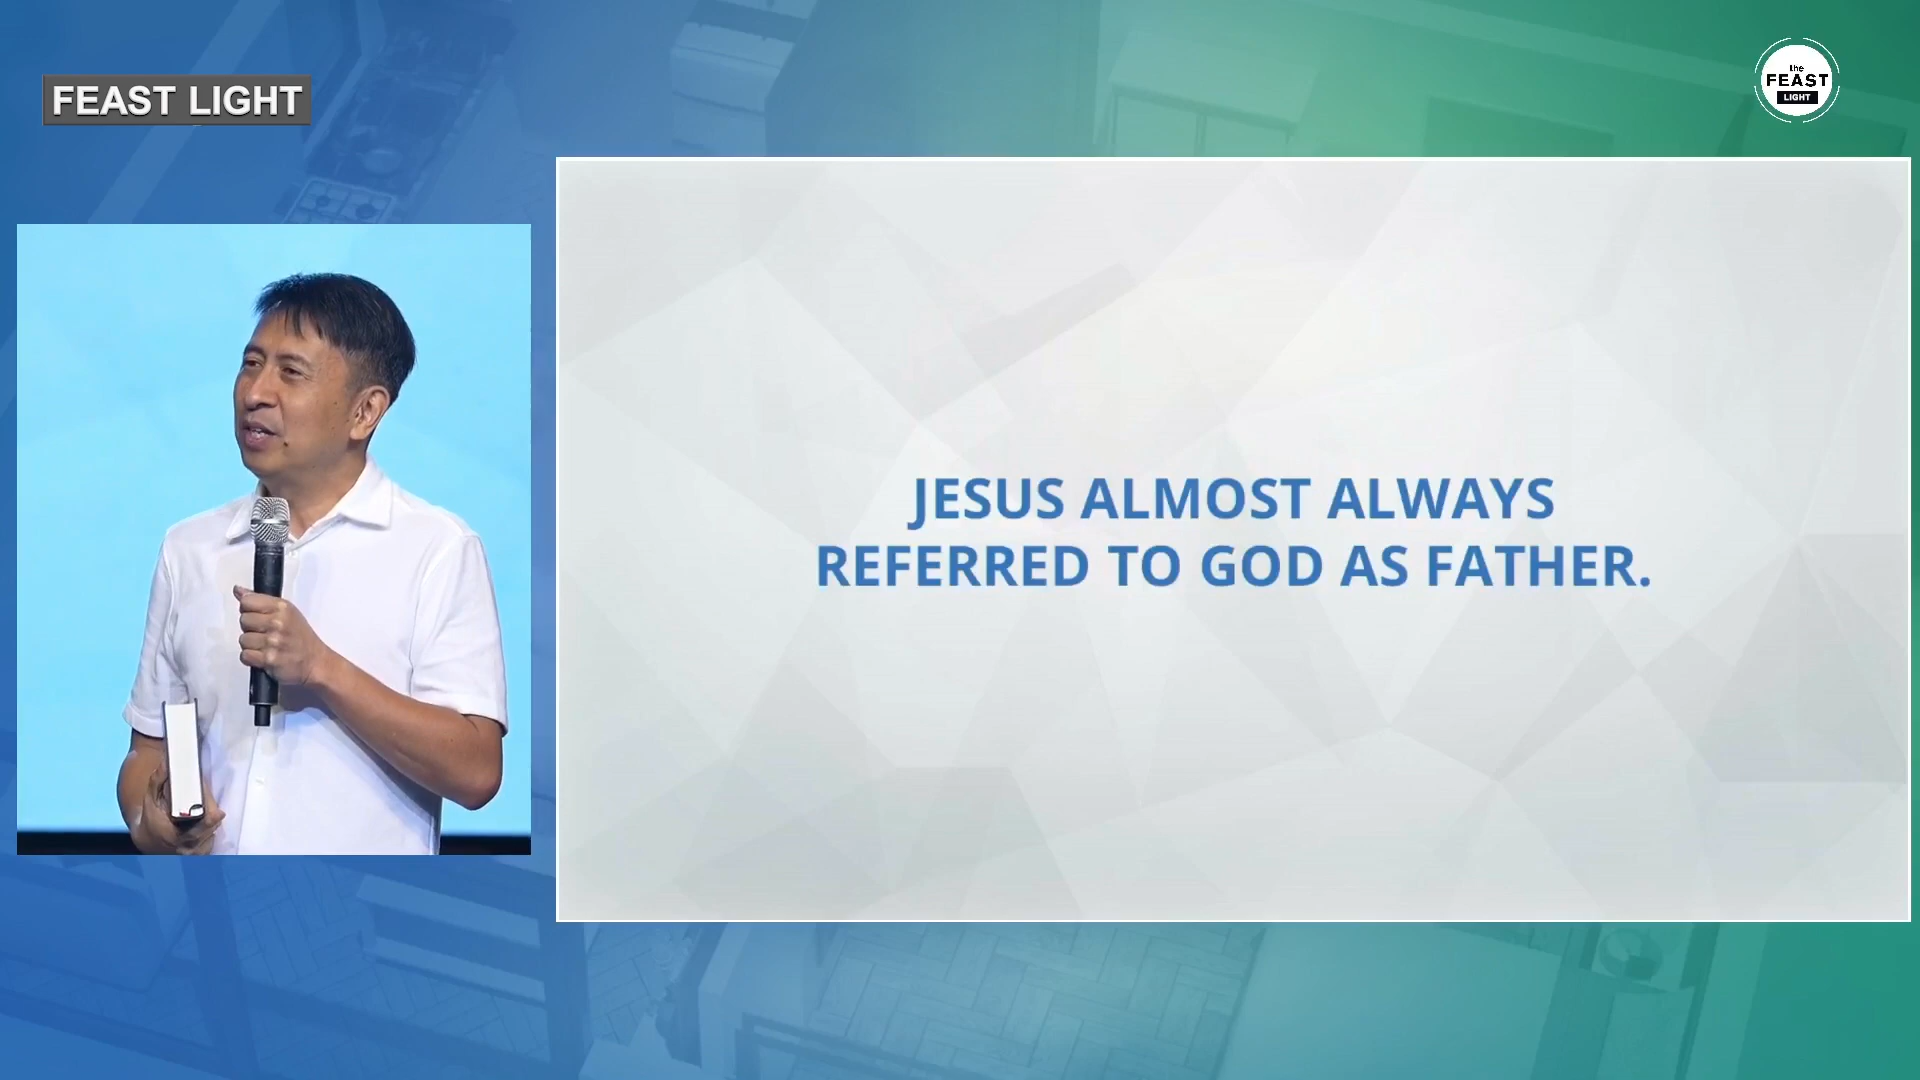 FEAST LIGHT
the
FEAST
LIGHT
JESUS ALMOST ALWAYS
REFERRED TO GOD AS FATHER.